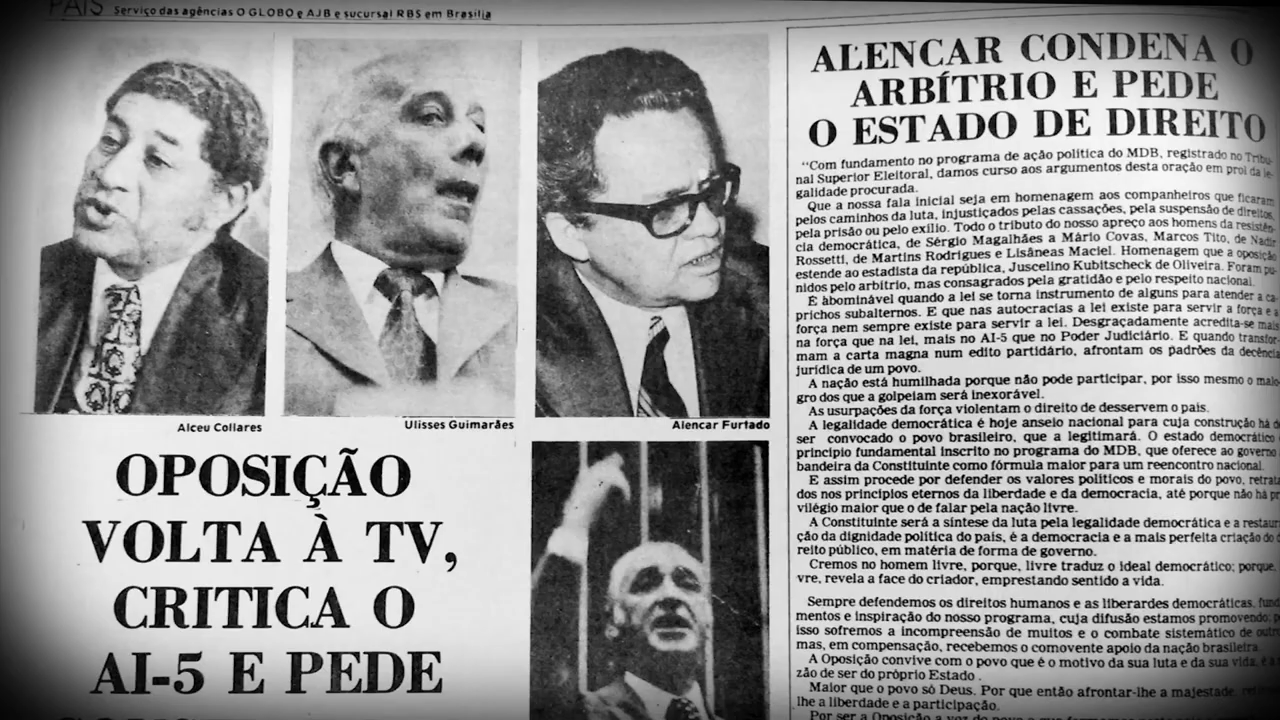 PAÍS Serviço das agências O GLOBO e AJB e sucursal RBS em Brasília
Alceu Collares
Ulisses Guimarães
Alencar Furtado
OPOSIÇÃO
VOLTA À TV,
CRITICA O
AI-5 E PEDE
ALENCAR CONDENA O
ARBÍTRIO E PEDE
O ESTADO DE DIREITO
"Com fundamento no programa de ação política do MDB, registrado no Tribu-
nal Superior Eleitoral, damos curso aos argumentos desta oração em prol da le-
galidade procurada.
Que a nossa fala inicial seja em homenagem aos companheiros que ficaram
pelos caminhos da luta, injustiçados pelas cassações, pela suspensão de direitos,
pela prisão ou pelo exílio. Todo o tributo do nosso apreço aos homens da resistên-
cia democrática, de Sérgio Magalhães a Mário Covas, Marcos Tito, de Nadir
Rossetti, de Martins Rodrigues e Lisâneas Maciel. Homenagem que a oposição
estende ao estadista da república, Juscelino Kubitscheck de Oliveira. Foram pu-
nidos pelo arbítrio, mas consagrados pela gratidão e pelo respeito nacional.
É abominável quando a lei se torna instrumento de alguns para atender a ca-
prichos subalternos. E que nas autocracias a lei existe para servir a força e a
força nem sempre existe para servir a lei. Desgraçadamente acredita-se mais
na força que na lei, mais no AI-5 que no Poder Judiciário. E quando transfor-
mam a carta magna num edito partidário, afrontam os padrões da decência
jurídica de um povo.
A nação está humilhada porque não pode participar, por isso mesmo o malo-
gro dos que a golpeiam será inexorável.
As usurpações da força violentam o direito de desservem o país.
A legalidade democrática é hoje anseio nacional para cuja construção há de
ser convocado o povo brasileiro, que a legitimará. O estado democrático é
princípio fundamental inscrito no programa do MDB, que oferece ao governo a
bandeira da Constituinte como fórmula maior para um reencontro nacional.
E assim procede por defender os valores políticos e morais do povo, retrata-
dos nos princípios eternos da liberdade e da democracia, até porque não há pri-
vilégio maior que o de falar pela nação livre.
A Constituinte será a síntese da luta pela legalidade democrática e a restaura-
ção da dignidade política do país, é a democracia e a mais perfeita criação do di-
reito público, em matéria de forma de governo.
Cremos no homem livre, porque, livre traduz o ideal democrático; porque,
vre, revela a face do criador, emprestando sentido a vida.
Sempre defendemos os direitos humanos e as liberardes democráticas, fund
mentos e inspiração do nosso programa, cuja difusão estamos promovendo; p
isso sofremos a incompreensão de muitos e o combate sistemático de outr
mas, em compensação, recebemos o comovente apoio da nação brasileira.
A Oposição convive com o povo que é o motivo da sua luta e da sua vida, é a
zão de ser do próprio Estado.
Maior que o povo só Deus. Por que então afrontar-lhe a majestade,
lhe a liberdade e a participação.
Por ser a Oposição a voz do povo